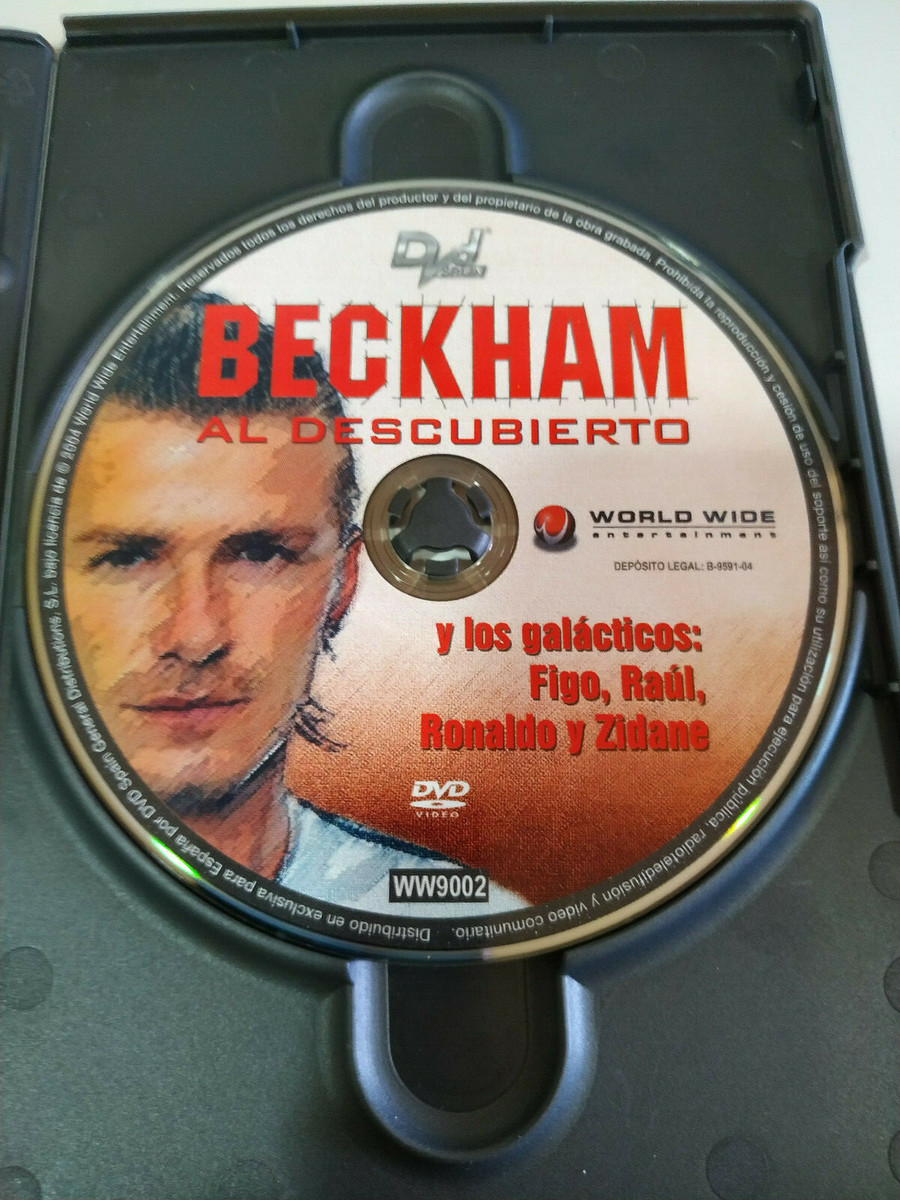 DVD SPAIN
BECKHAM
AL DESCUBIERTO
WORLD WIDE
entertainment
DEPÓSITO LEGAL: B-9591-04
y los galácticos:
Figo, Raúl,
Ronaldo y Zidane
DVD
VIDEO
WW9002
Distribuido en exclusiva para España por DVD Spain General Distributions, S.L. bajo licencia de © 2004 World Wide Entertainment. Reservados todos los derechos del productor y del propietario de la obra grabada. Prohibida la reproducción y cesión de uso del soporte así como su utilización para ejecución pública, radioteledifusión y vídeo comunitario.